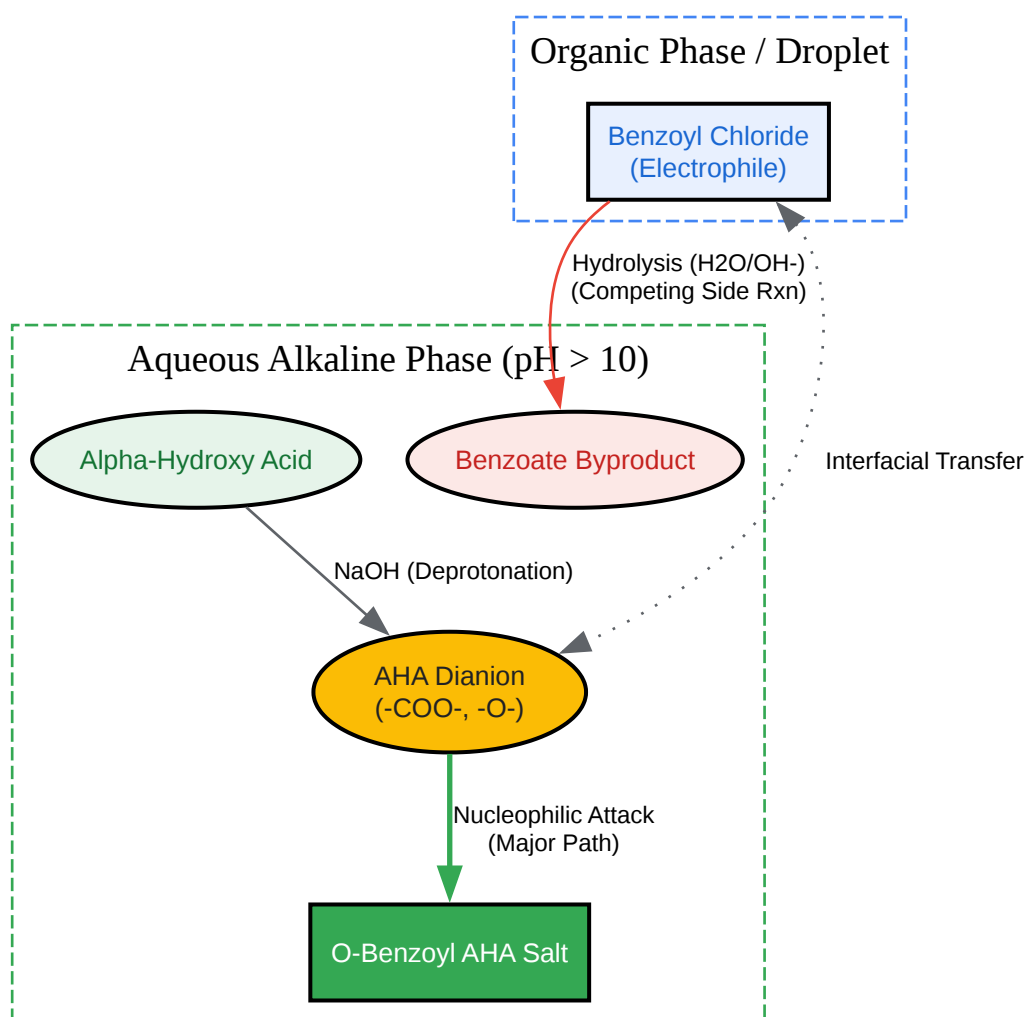 Organic Phase / Droplet
Benzoyl Chloride
(Electrophile)
Hydrolysis (H2O/OH-)
(Competing Side Rxn)
Aqueous Alkaline Phase (pH > 10)
Alpha-Hydroxy Acid
Benzoate Byproduct
Interfacial Transfer
NaOH (Deprotonation)
AHA Dianion
(-COO-, -O-)
Nucleophilic Attack
(Major Path)
O-Benzoyl AHA Salt